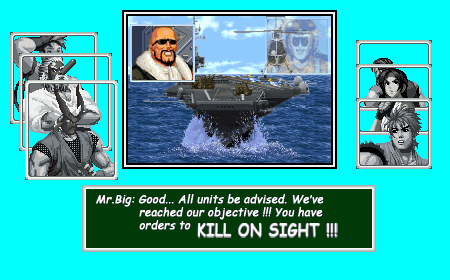 Mr.Big: Good... All units be advised. We've
reached our objective !!! You have
orders to KILL ON SIGHT !!!